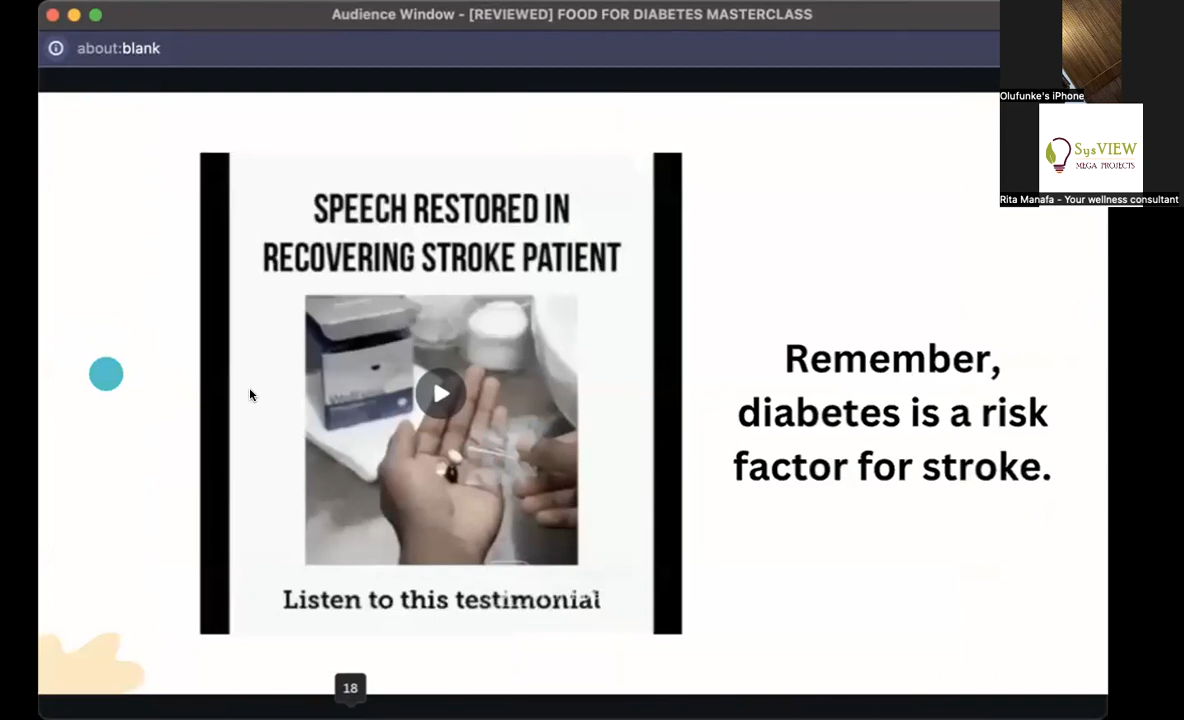 Audience Window - [REVIEWED] FOOD FOR DIABETES MASTERCLASS
about:blank
Olufunke's iPhone
SysVIEW
MEGA PROJECTS
Rita Manafa - Your wellness consultant
SPEECH RESTORED IN
RECOVERING STROKE PATIENT
Listen to this testimonial
Remember,
diabetes is a risk
factor for stroke.
18